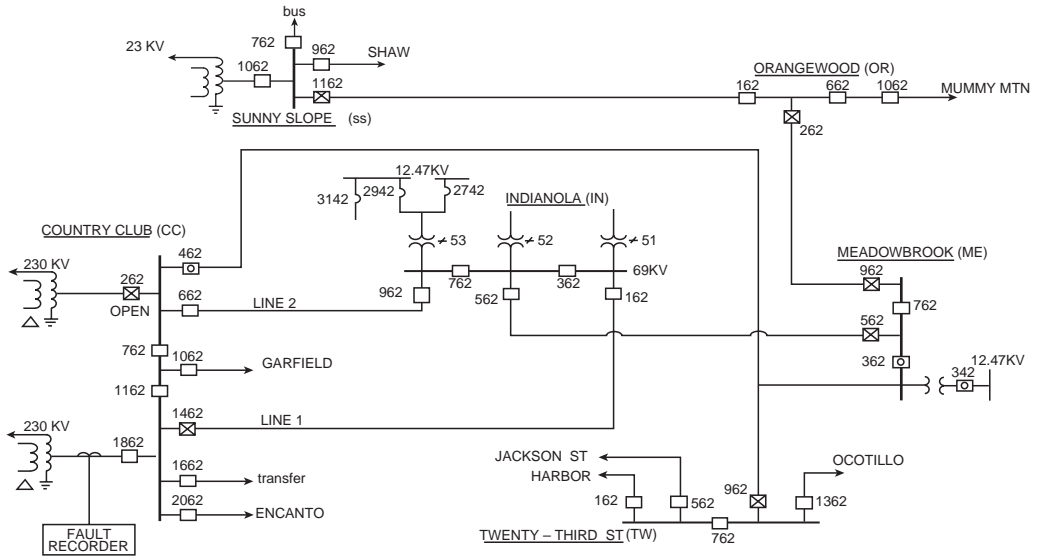 bus
762
23 KV
962
SHAW
1062
1162
SUNNY SLOPE (ss)
ORANGEWOOD (OR)
162
662
1062
MUMMY MTN
262
12.47KV
3142
2942
2742
INDIANOLA (IN)
≠ 53
≠ 52
≠ 51
69KV
762
362
962
562
162
COUNTRY CLUB (CC)
462
230 KV
262
OPEN
662
LINE 2
762
1062
GARFIELD
1162
1462
LINE 1
230 KV
1862
1662
transfer
2062
ENCANTO
FAULT
RECORDER
MEADOWBROOK (ME)
962
762
562
362
342
12.47KV
JACKSON ST
HARBOR
OCOTILLO
162
562
962
1362
762
TWENTY – THIRD ST (TW)